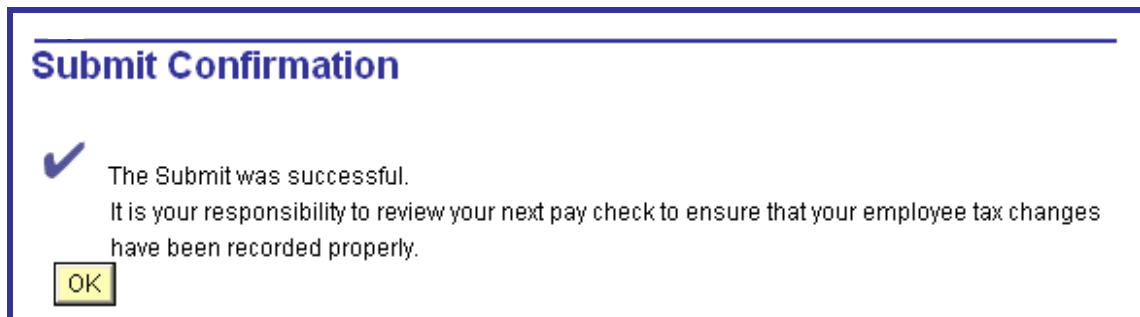 Submit Confirmation
The Submit was successful.
It is your responsibility to review your next pay check to ensure that your employee tax changes
have been recorded properly.
OK